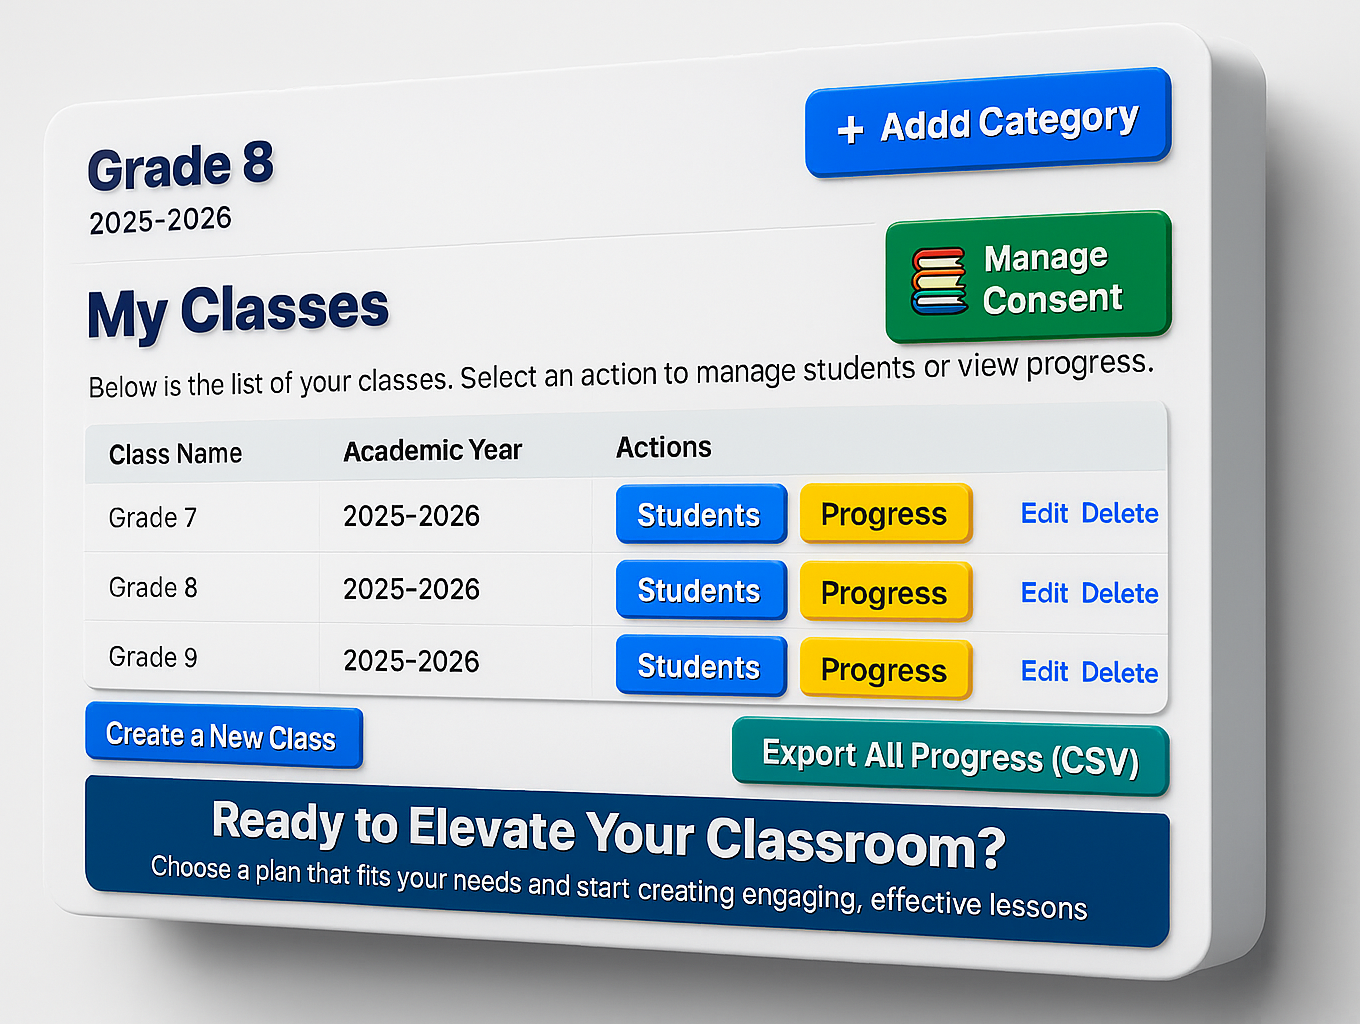 + Addd Category
Grade 8
2025-2026
Manage
Consent
My Classes
Below is the list of your classes. Select an action to manage students or view progress.
Class Name Academic Year Actions
Grade 7 2025-2026 Students Progress Edit Delete
Grade 8 2025-2026 Students Progress Edit Delete
Grade 9 2025-2026 Students Progress Edit Delete
Create a New Class Export All Progress (CSV)
Ready to Elevate Your Classroom?
Choose a plan that fits your needs and start creating engaging, effective lessons